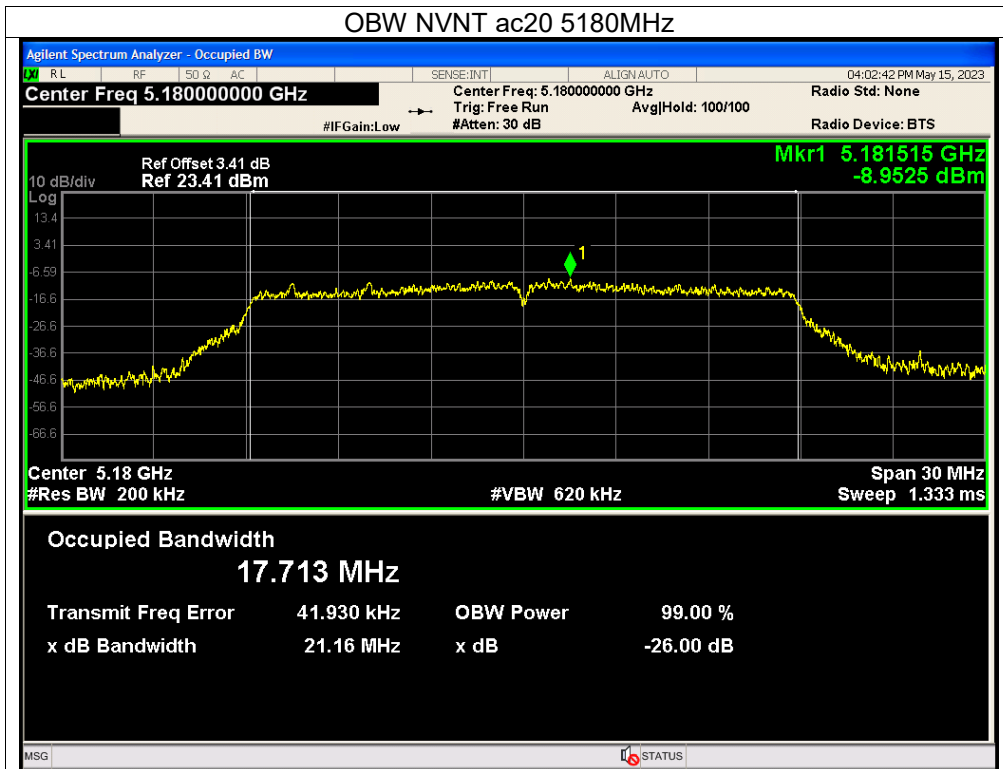 OBW NVNT ac20 5180MHz
Agilent Spectrum Analyzer - Occupied BW
LXI RL RF 50 Ω AC SENSE:INT ALIGNAUTO 04:02:42 PM May 15, 2023
Center Freq 5.180000000 GHz Center Freq: 5.180000000 GHz Radio Std: None
Trig: Free Run Avg|Hold: 100/100
#IFGain:Low #Atten: 30 dB Radio Device: BTS
Mkr1 5.181515 GHz
-8.9525 dBm
Ref Offset 3.41 dB
10 dB/div Ref 23.41 dBm
Log
13.4
3.41
1
-6.59
-16.6
-26.6
-36.6
-46.6
-56.6
-66.6
Center 5.18 GHz Span 30 MHz
#Res BW 200 kHz #VBW 620 kHz Sweep 1.333 ms
Occupied Bandwidth
17.713 MHz
Transmit Freq Error 41.930 kHz OBW Power 99.00 %
x dB Bandwidth 21.16 MHz x dB -26.00 dB
MSG STATUS